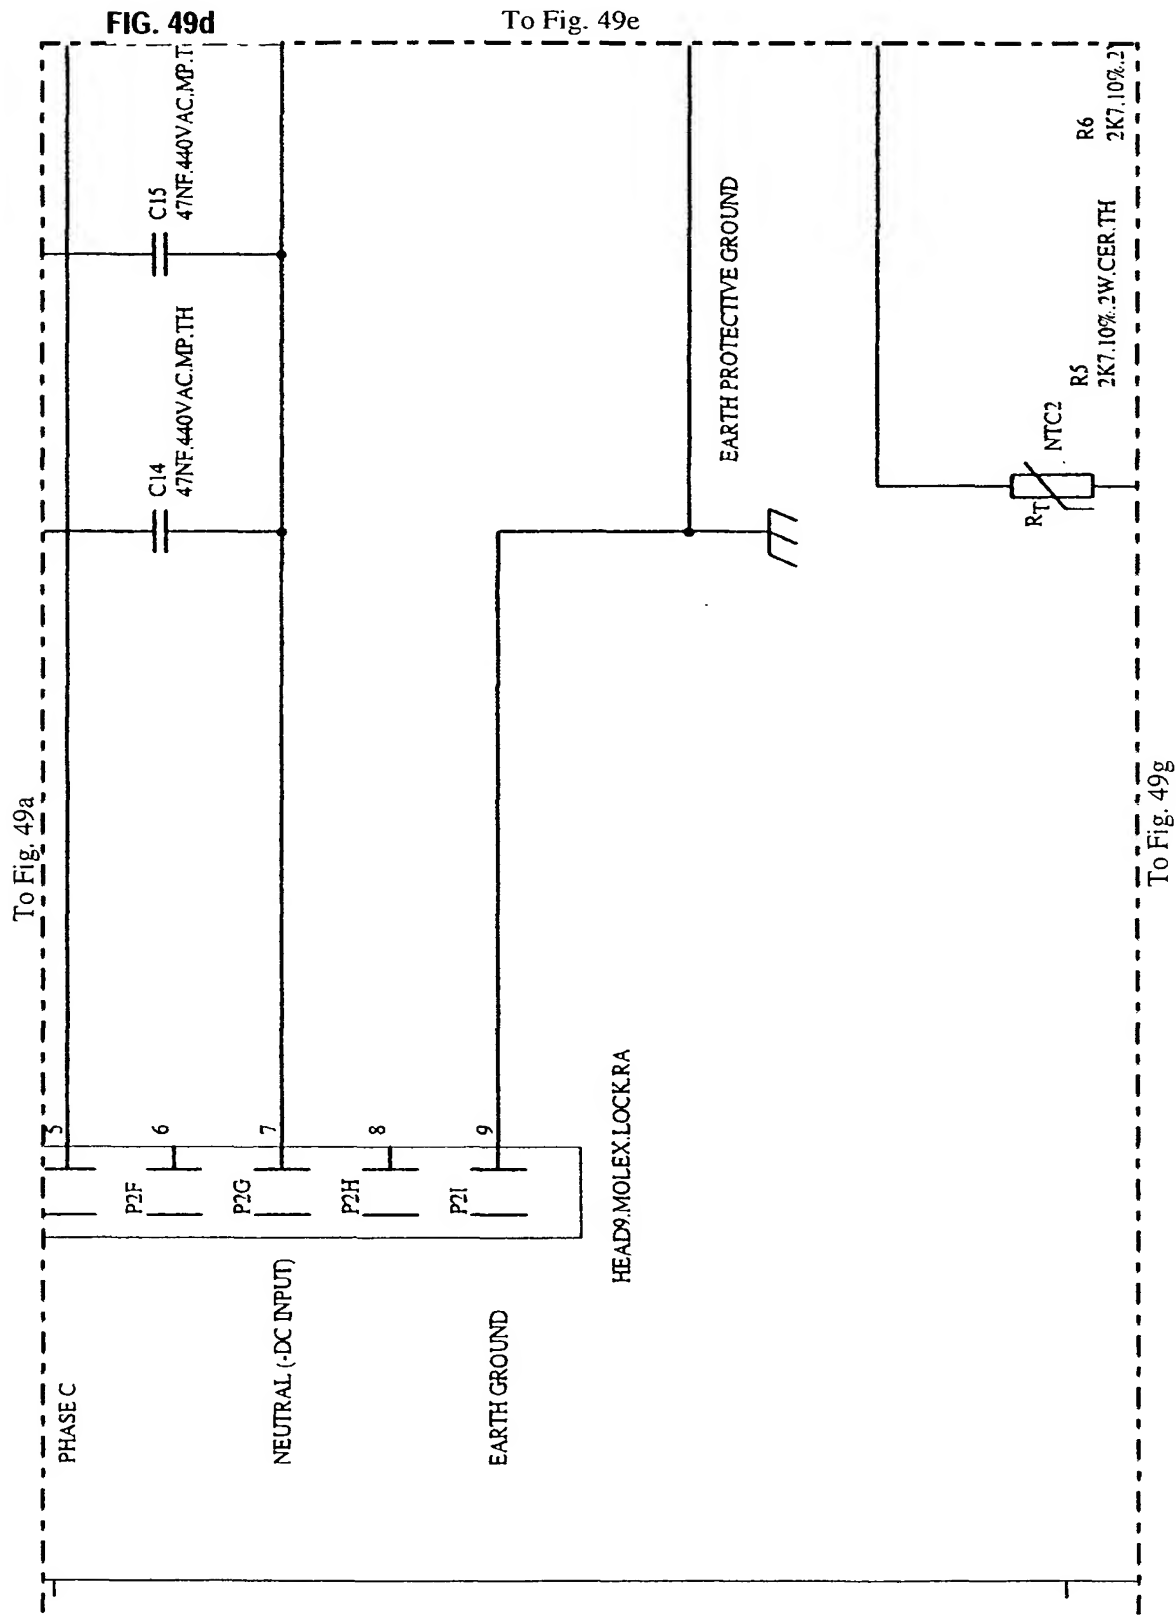 FIG. 49d
To Fig. 49e
To Fig. 49a
PHASE C
5
P2F
6
NEUTRAL (-DC INPUT)
P2G
7
P2H
8
EARTH GROUND
P2I
9
HEAD9.MOLEX.LOCK.RA
C14
47NF.440VAC.MP.TH
C15
47NF.440VAC.MP.T
EARTH PROTECTIVE GROUND
RT
NTC2
R5
2K7.10%.2W.CER.TH
R6
2K7.10%.2
To Fig. 49g